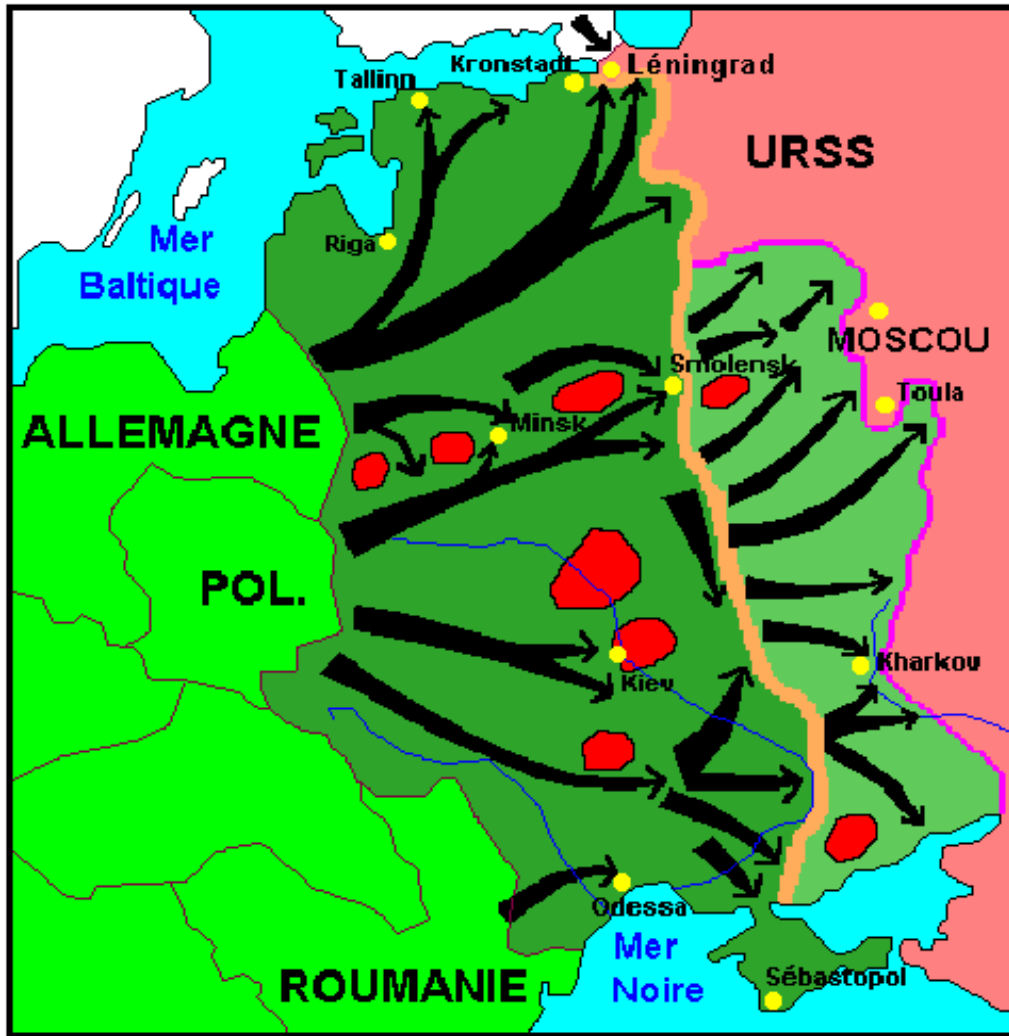 Kronstadt
Léningrad
Tallinn
URSS
Riga
Mer
Baltique
MOSCOU
Smolensk
Toula
ALLEMAGNE
Minsk
POL.
Kharkov
Kiev
Odessa
Mer
Noire
ROUMANIE
Sébastopol